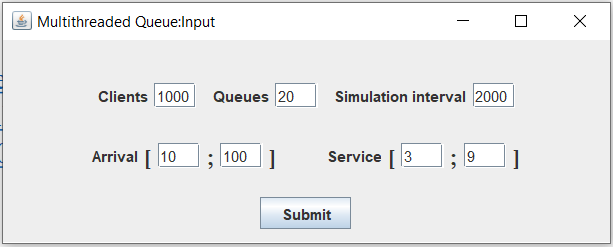 Multithreaded Queue:Input
Clients 1000 Queues 20 Simulation interval 2000
Arrival [ 10 ; 100 ] Service [ 3 ; 9 ]
Submit